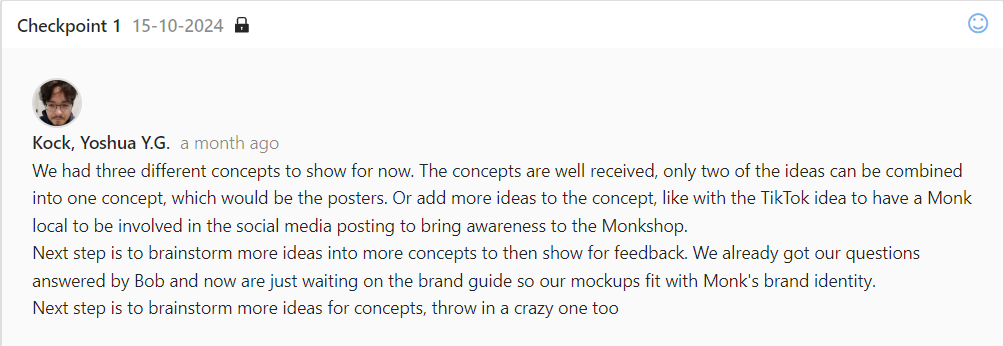 Checkpoint 1 15-10-2024
Kock, Yoshua Y.G. a month ago
We had three different concepts to show for now. The concepts are well received, only two of the ideas can be combined
into one concept, which would be the posters. Or add more ideas to the concept, like with the TikTok idea to have a Monk
local to be involved in the social media posting to bring awareness to the Monkshop.
Next step is to brainstorm more ideas into more concepts to then show for feedback. We already got our questions
answered by Bob and now are just waiting on the brand guide so our mockups fit with Monk's brand identity.
Next step is to brainstorm more ideas for concepts, throw in a crazy one too